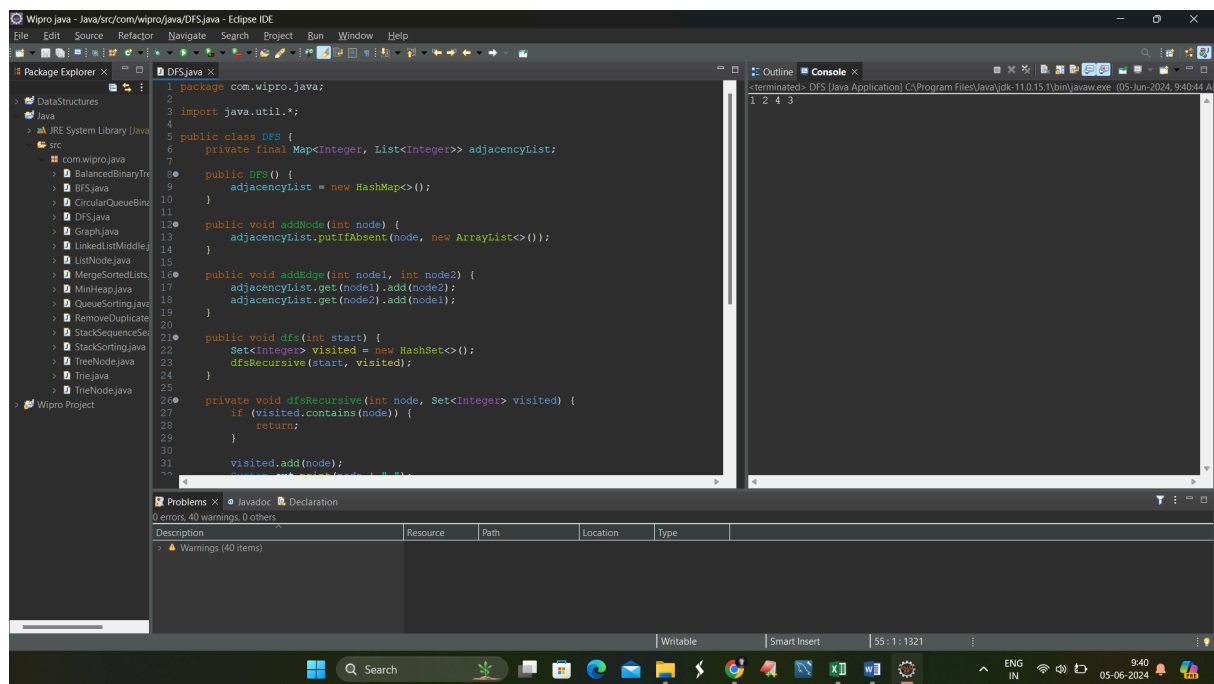 Wipro java - Java/src/com/wipro/java/DFS.java - Eclipse IDE
File Edit Source Refactor Navigate Search Project Run Window Help
Package Explorer
DataStructures
Java
JRE System Library [Java
src
com.wipro.java
BalancedBinaryTre
BFS.java
CircularQueueBina
DFS.java
Graph.java
LinkedListMiddle.j
ListNode.java
MergeSortedLists.
MinHeap.java
QueueSorting.java
RemoveDuplicate
StackSequenceSea
StackSorting.java
TreeNode.java
Trie.java
TrieNode.java
Wipro Project
DFS.java
1 package com.wipro.java;
2
3 import java.util.*;
4
5 public class DFS {
6 private final Map<Integer, List<Integer>> adjacencyList;
7
8 public DFS() {
9 adjacencyList = new HashMap<>();
10 }
11
12 public void addNode(int node) {
13 adjacencyList.putIfAbsent(node, new ArrayList<>());
14 }
15
16 public void addEdge(int node1, int node2) {
17 adjacencyList.get(node1).add(node2);
18 adjacencyList.get(node2).add(node1);
19 }
20
21 public void dfs(int start) {
22 Set<Integer> visited = new HashSet<>();
23 dfsRecursive(start, visited);
24 }
25
26 private void dfsRecursive(int node, Set<Integer> visited) {
27 if (visited.contains(node)) {
28 return;
29 }
30
31 visited.add(node);
Outline Console
<terminated> DFS [Java Application] C:\Program Files\Java\jdk-11.0.15.1\bin\javaw.exe (05-Jun-2024, 9:40:44 A
1 2 4 3
Problems Javadoc Declaration
0 errors, 40 warnings, 0 others
Description Resource Path Location Type
Warnings (40 items)
Writable Smart Insert 55 : 1 : 1321
Search
ENG
IN
9:40
05-06-2024